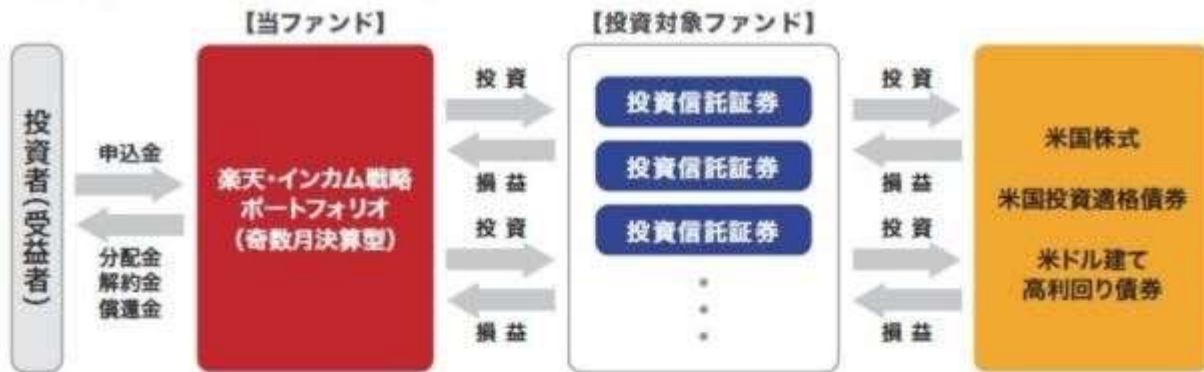 【当ファンド】
【投資対象ファンド】
投資者(受益者)
申込金
分配金
解約金
償還金
楽天・インカム戦略
ポートフォリオ
(奇数月決算型)
投資
損益
投資
損益
投資信託証券
投資信託証券
投資信託証券
投資
損益
投資
損益
米国株式
米国投資適格債券
米ドル建て
高利回り債券